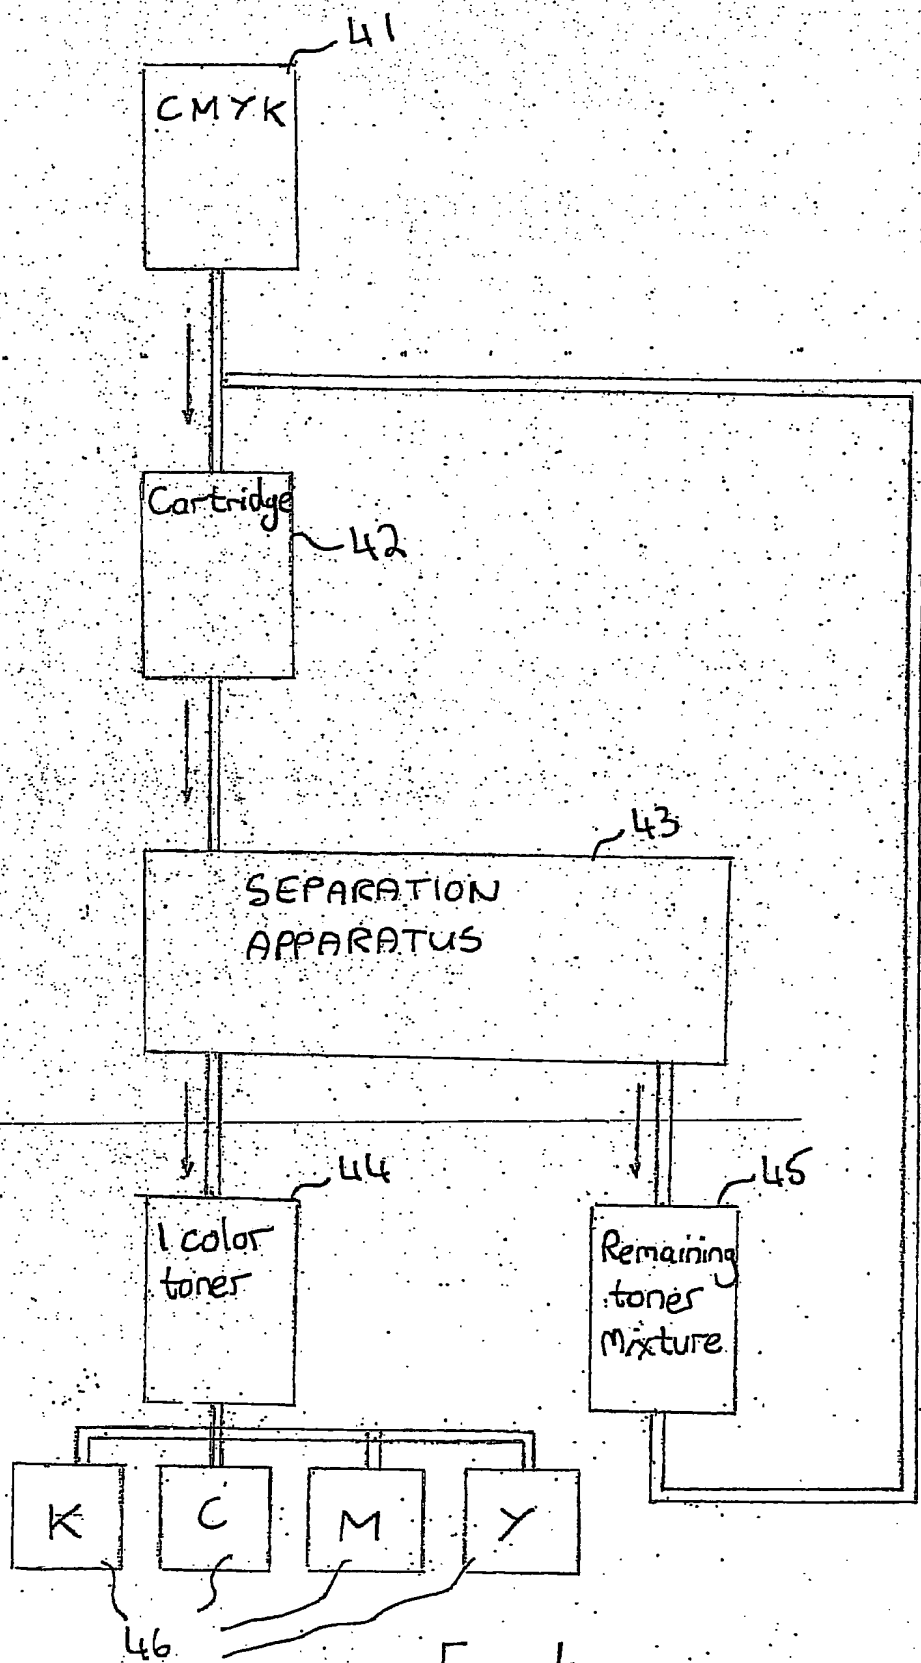 41
CMYK
Cartridge
42
43
SEPARATION
APPARATUS
44
1 color
toner
45
Remaining
toner
Mixture
K
C
M
Y
46